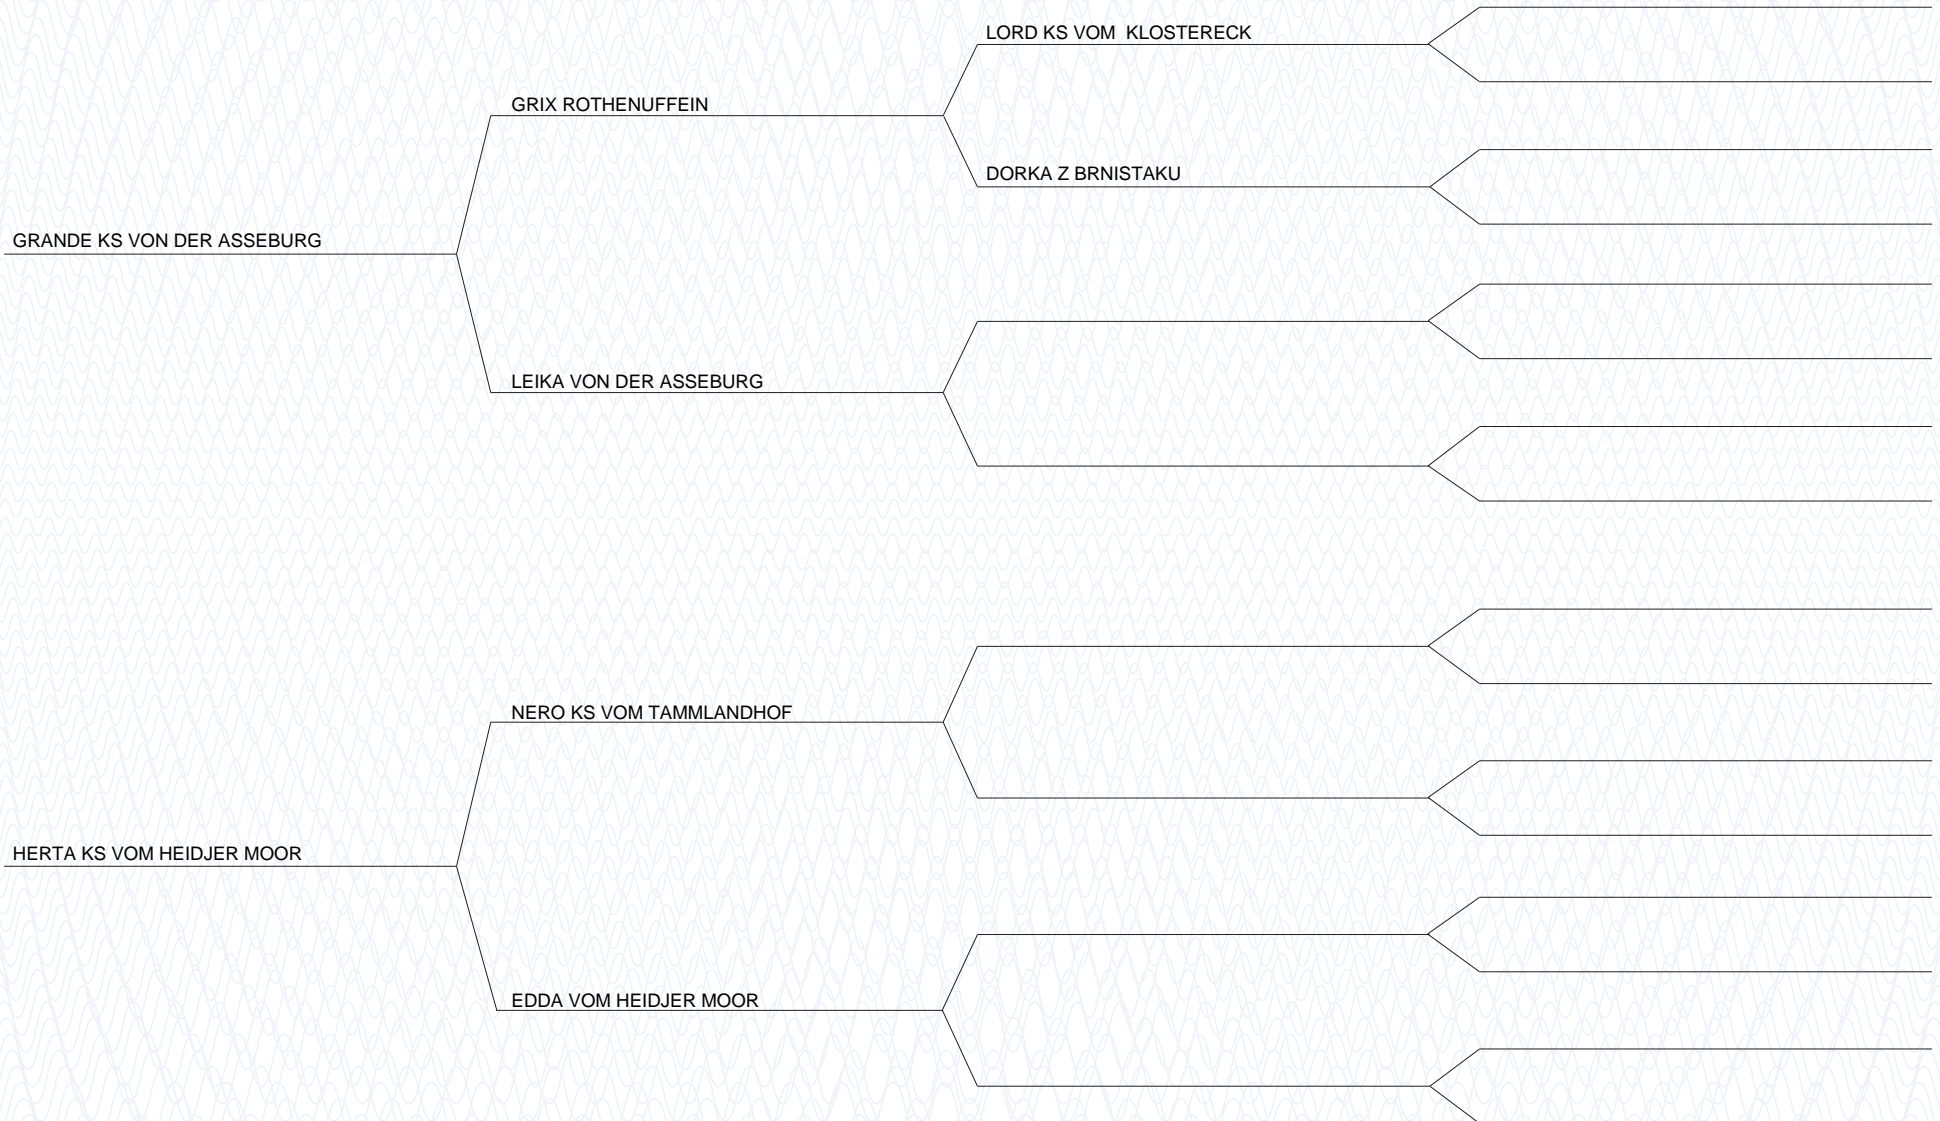 LORD KS VOM  KLOSTERECK
GRIX ROTHENUFFEIN
DORKA Z BRNISTAKU
GRANDE KS VON DER ASSEBURG
LEIKA VON DER ASSEBURG
NERO KS VOM TAMMLANDHOF
HERTA KS VOM HEIDJER MOOR
EDDA VOM HEIDJER MOOR